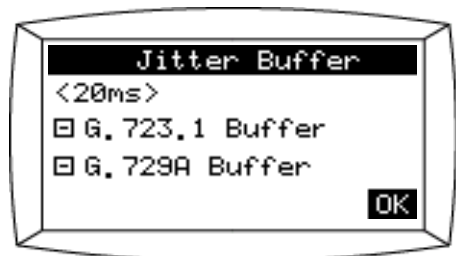 Jitter Buffer
<20ms>
G.723.1 Buffer
G.729A Buffer
OK